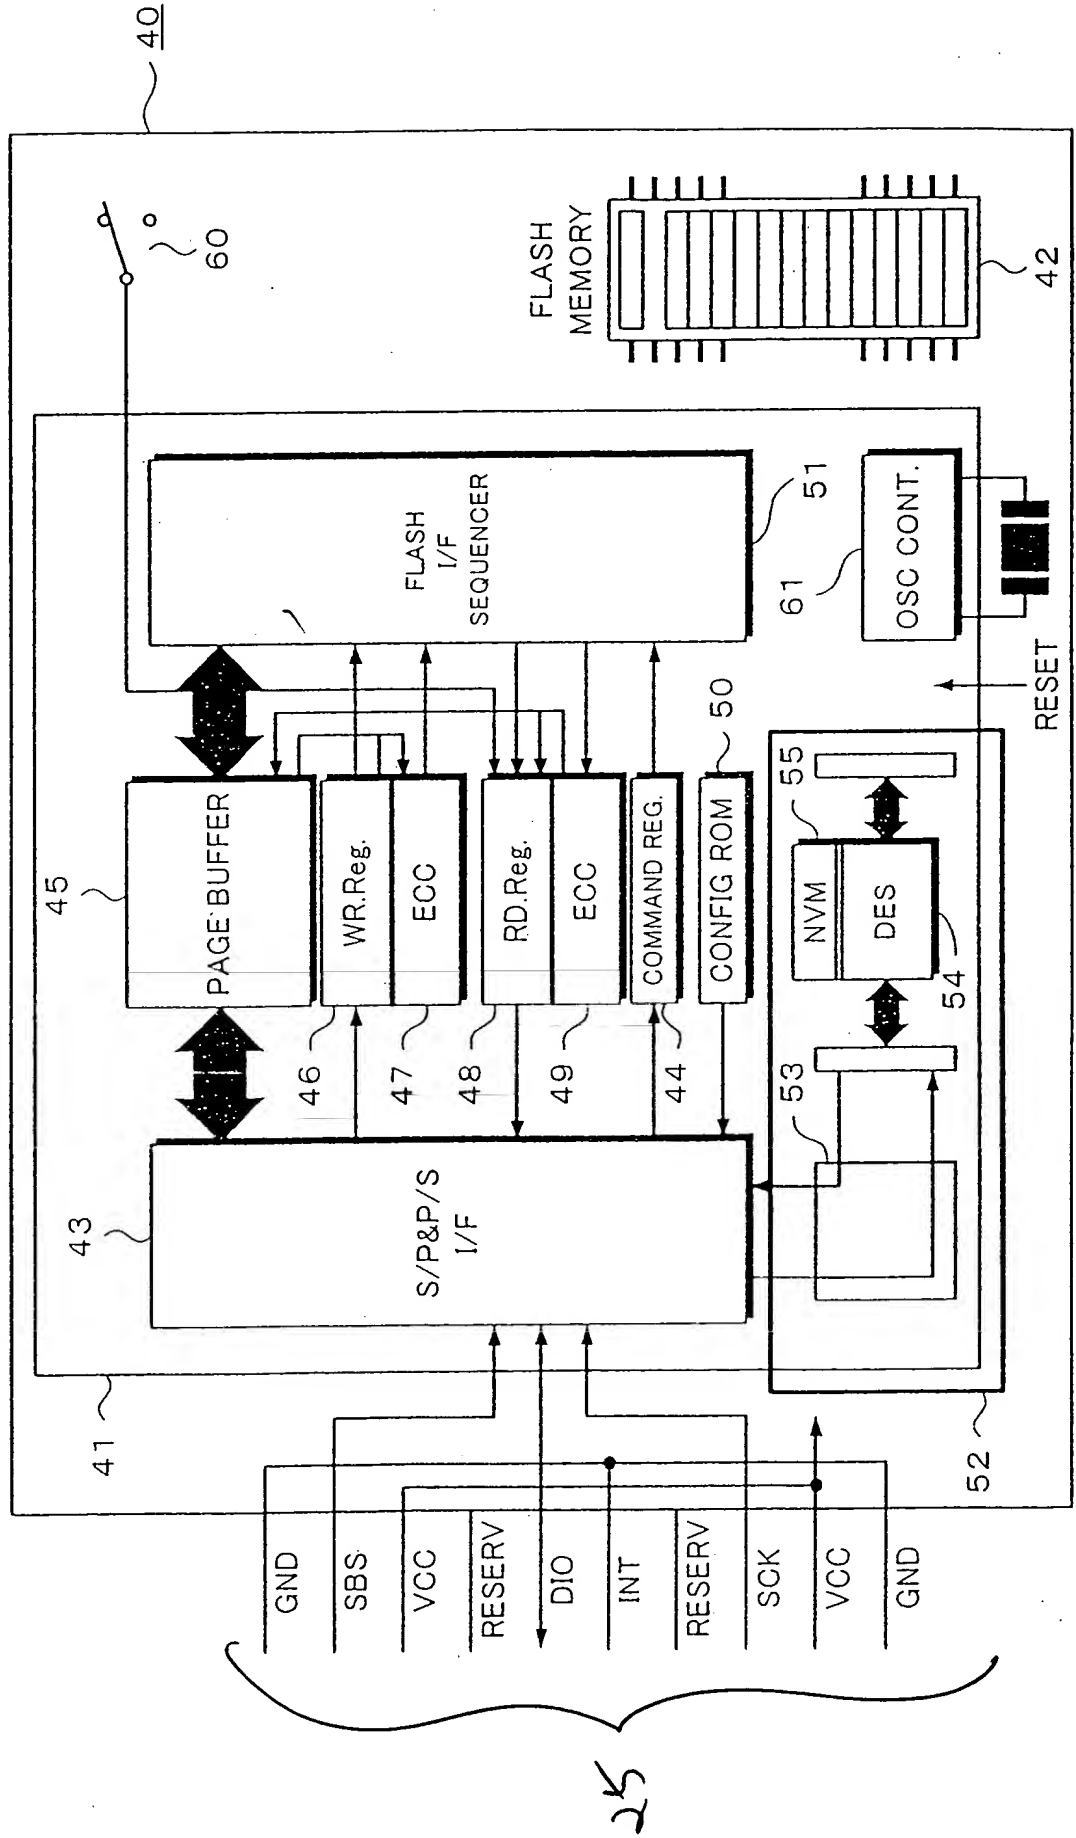 40
60
FLASH
MEMORY
42
FLASH
I/F
SEQUENCER
51
61
OSC CONT.
RESET
45
PAGE BUFFER
WR.Reg.
ECC
RD.Reg.
ECC
COMMAND REG.
CONFIG ROM
50
46
47
48
49
44
55
NVM
DES
54
53
43
S/P&P/S
I/F
41
52
GND
SBS
VCC
RESERV
DIO
INT
RESERV
SCK
VCC
GND
25